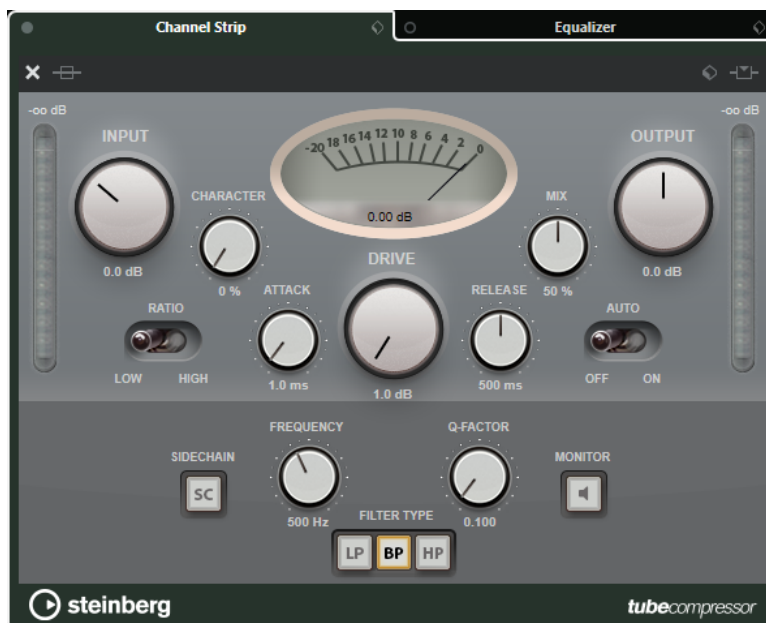 Channel Strip
Equalizer
-oo dB
-oo dB
INPUT
OUTPUT
-20 18 16 14 12 10 8 6 4 2 0
0.00 dB
CHARACTER
MIX
0.0 dB
0 %
DRIVE
50 %
0.0 dB
ATTACK
RELEASE
RATIO
AUTO
LOW HIGH
1.0 ms
1.0 dB
500 ms
OFF ON
FREQUENCY
Q-FACTOR
SIDECHAIN
MONITOR
SC
500 Hz
FILTER TYPE
0.100
LP BP HP
steinberg
tubecompressor